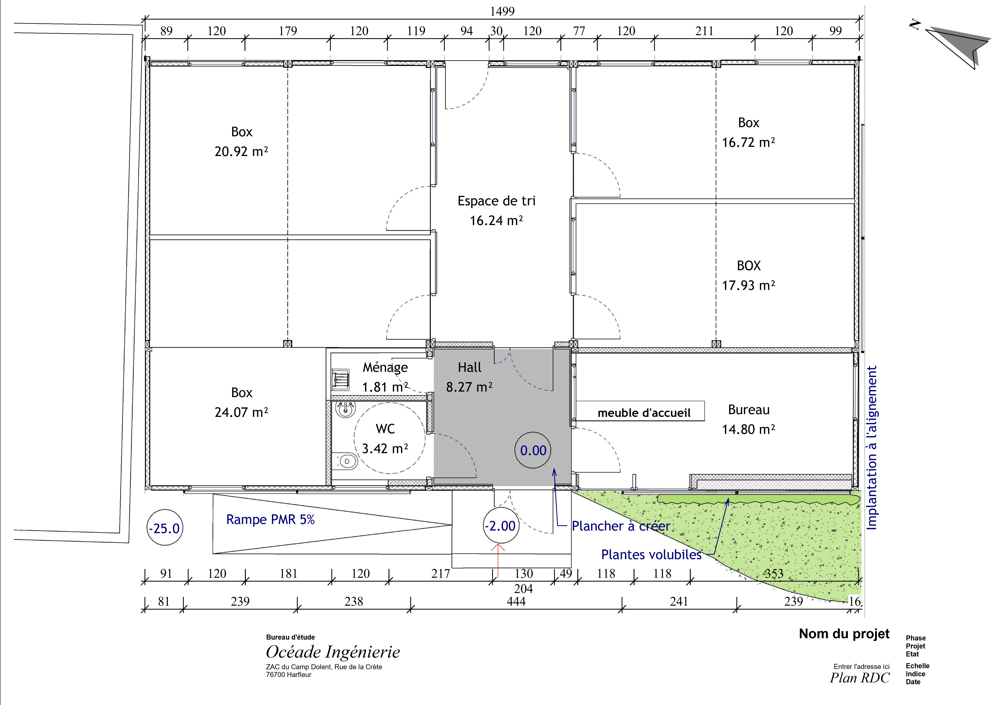 1499
89 120 179 120 119 94 30 120 77 120 211 120 99
N
Box
20.92 m²
Box
16.72 m²
Espace de tri
16.24 m²
BOX
17.93 m²
Ménage
1.81 m²
Hall
8.27 m²
Box
24.07 m²
meuble d'accueil
Bureau
14.80 m²
WC
3.42 m²
0.00
Implantation à l'alignement
Rampe PMR 5%
-25.0
-2.00
Plancher à créer
Plantes volubiles
91 120 181 120 217 130 49 118 118 353
204
81 239 238 444 241 239 16
Bureau d'étude
Océade Ingénierie
ZAC du Camp Dolent, Rue de la Crète
76700 Harfleur
Nom du projet
Phase
Projet
Etat
Entrer l'adresse ici
Plan RDC
Echelle
Indice
Date